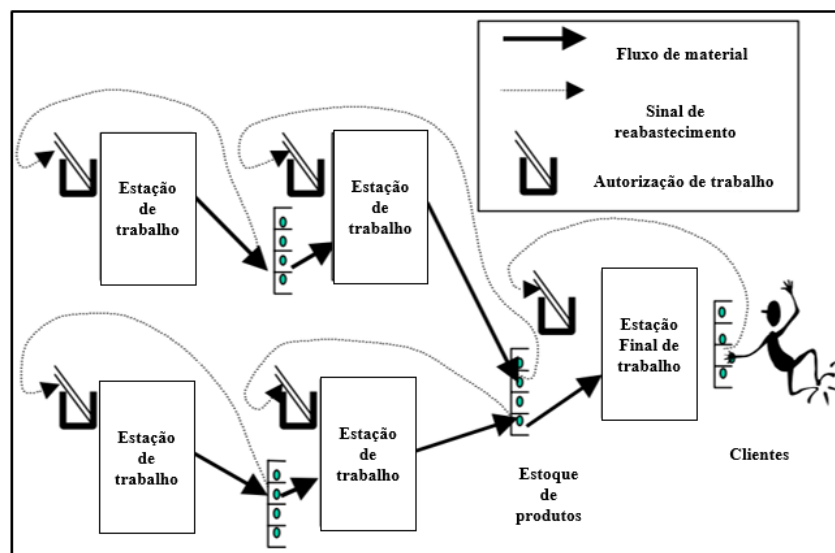 Fluxo de material
Sinal de
reabastecimento
Autorização de trabalho
Estação
de
trabalho
Estação
de
trabalho
Estação
Final de
trabalho
Estação
de
trabalho
Estação
de
trabalho
Estoque
de
produtos
Clientes